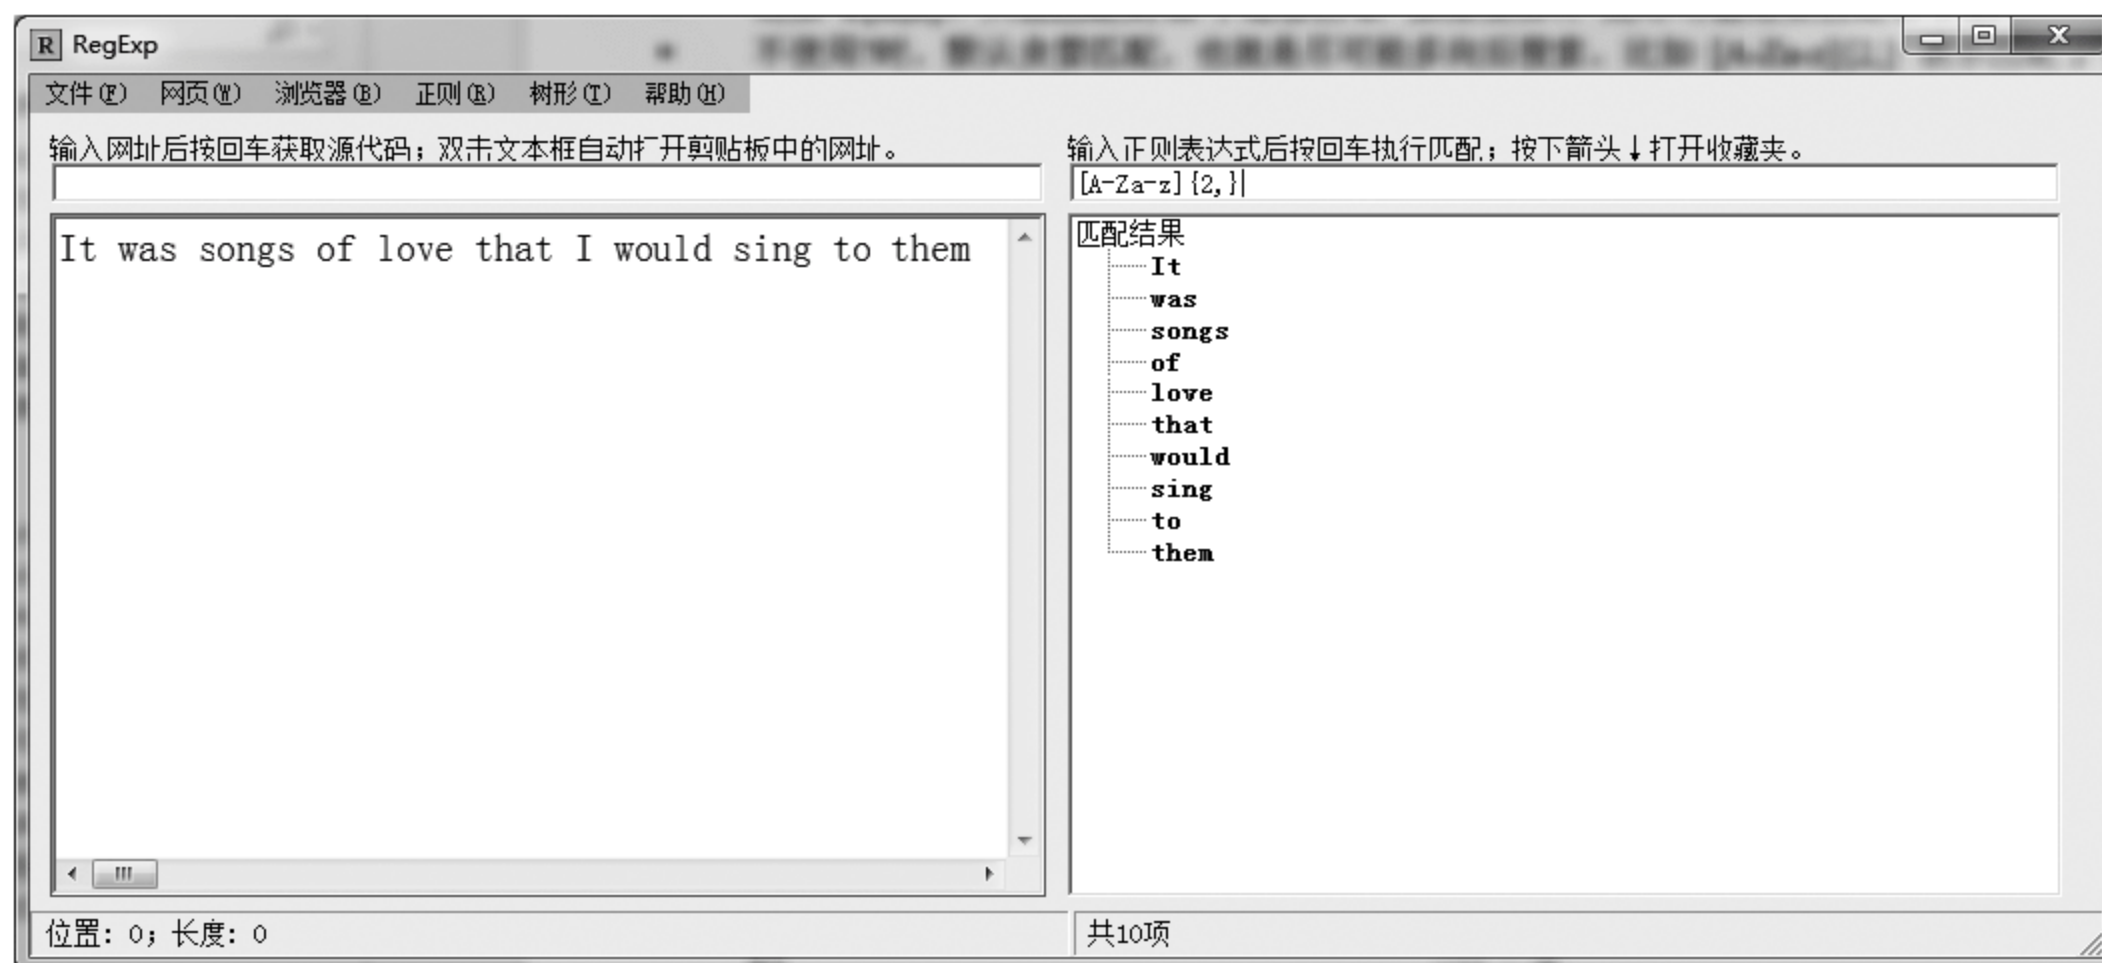 R RegExp
文件(F) 网页(W) 浏览器(B) 正则(R) 树形(T) 帮助(H)
输入网址后按回车获取源代码；双击文本框自动打开剪贴板中的网址。
输入正则表达式后按回车执行匹配；按下箭头↓打开收藏夹。
[A-Za-z]{2,}
It was songs of love that I would sing to them
匹配结果
It
was
songs
of
love
that
would
sing
to
them
位置：0；长度：0
共10项